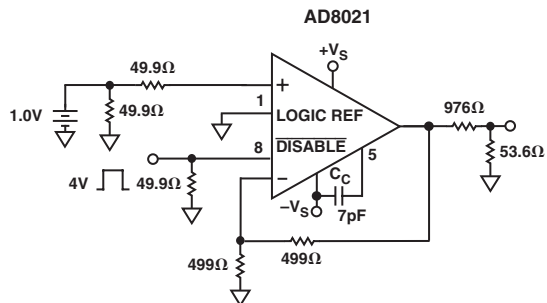 AD8021
+VS
49.9Ω
976Ω
1.0V
49.9Ω
+
1
LOGIC REF
8
DISABLE
5
53.6Ω
4V
49.9Ω
–
–VS
CC
7pF
499Ω
499Ω